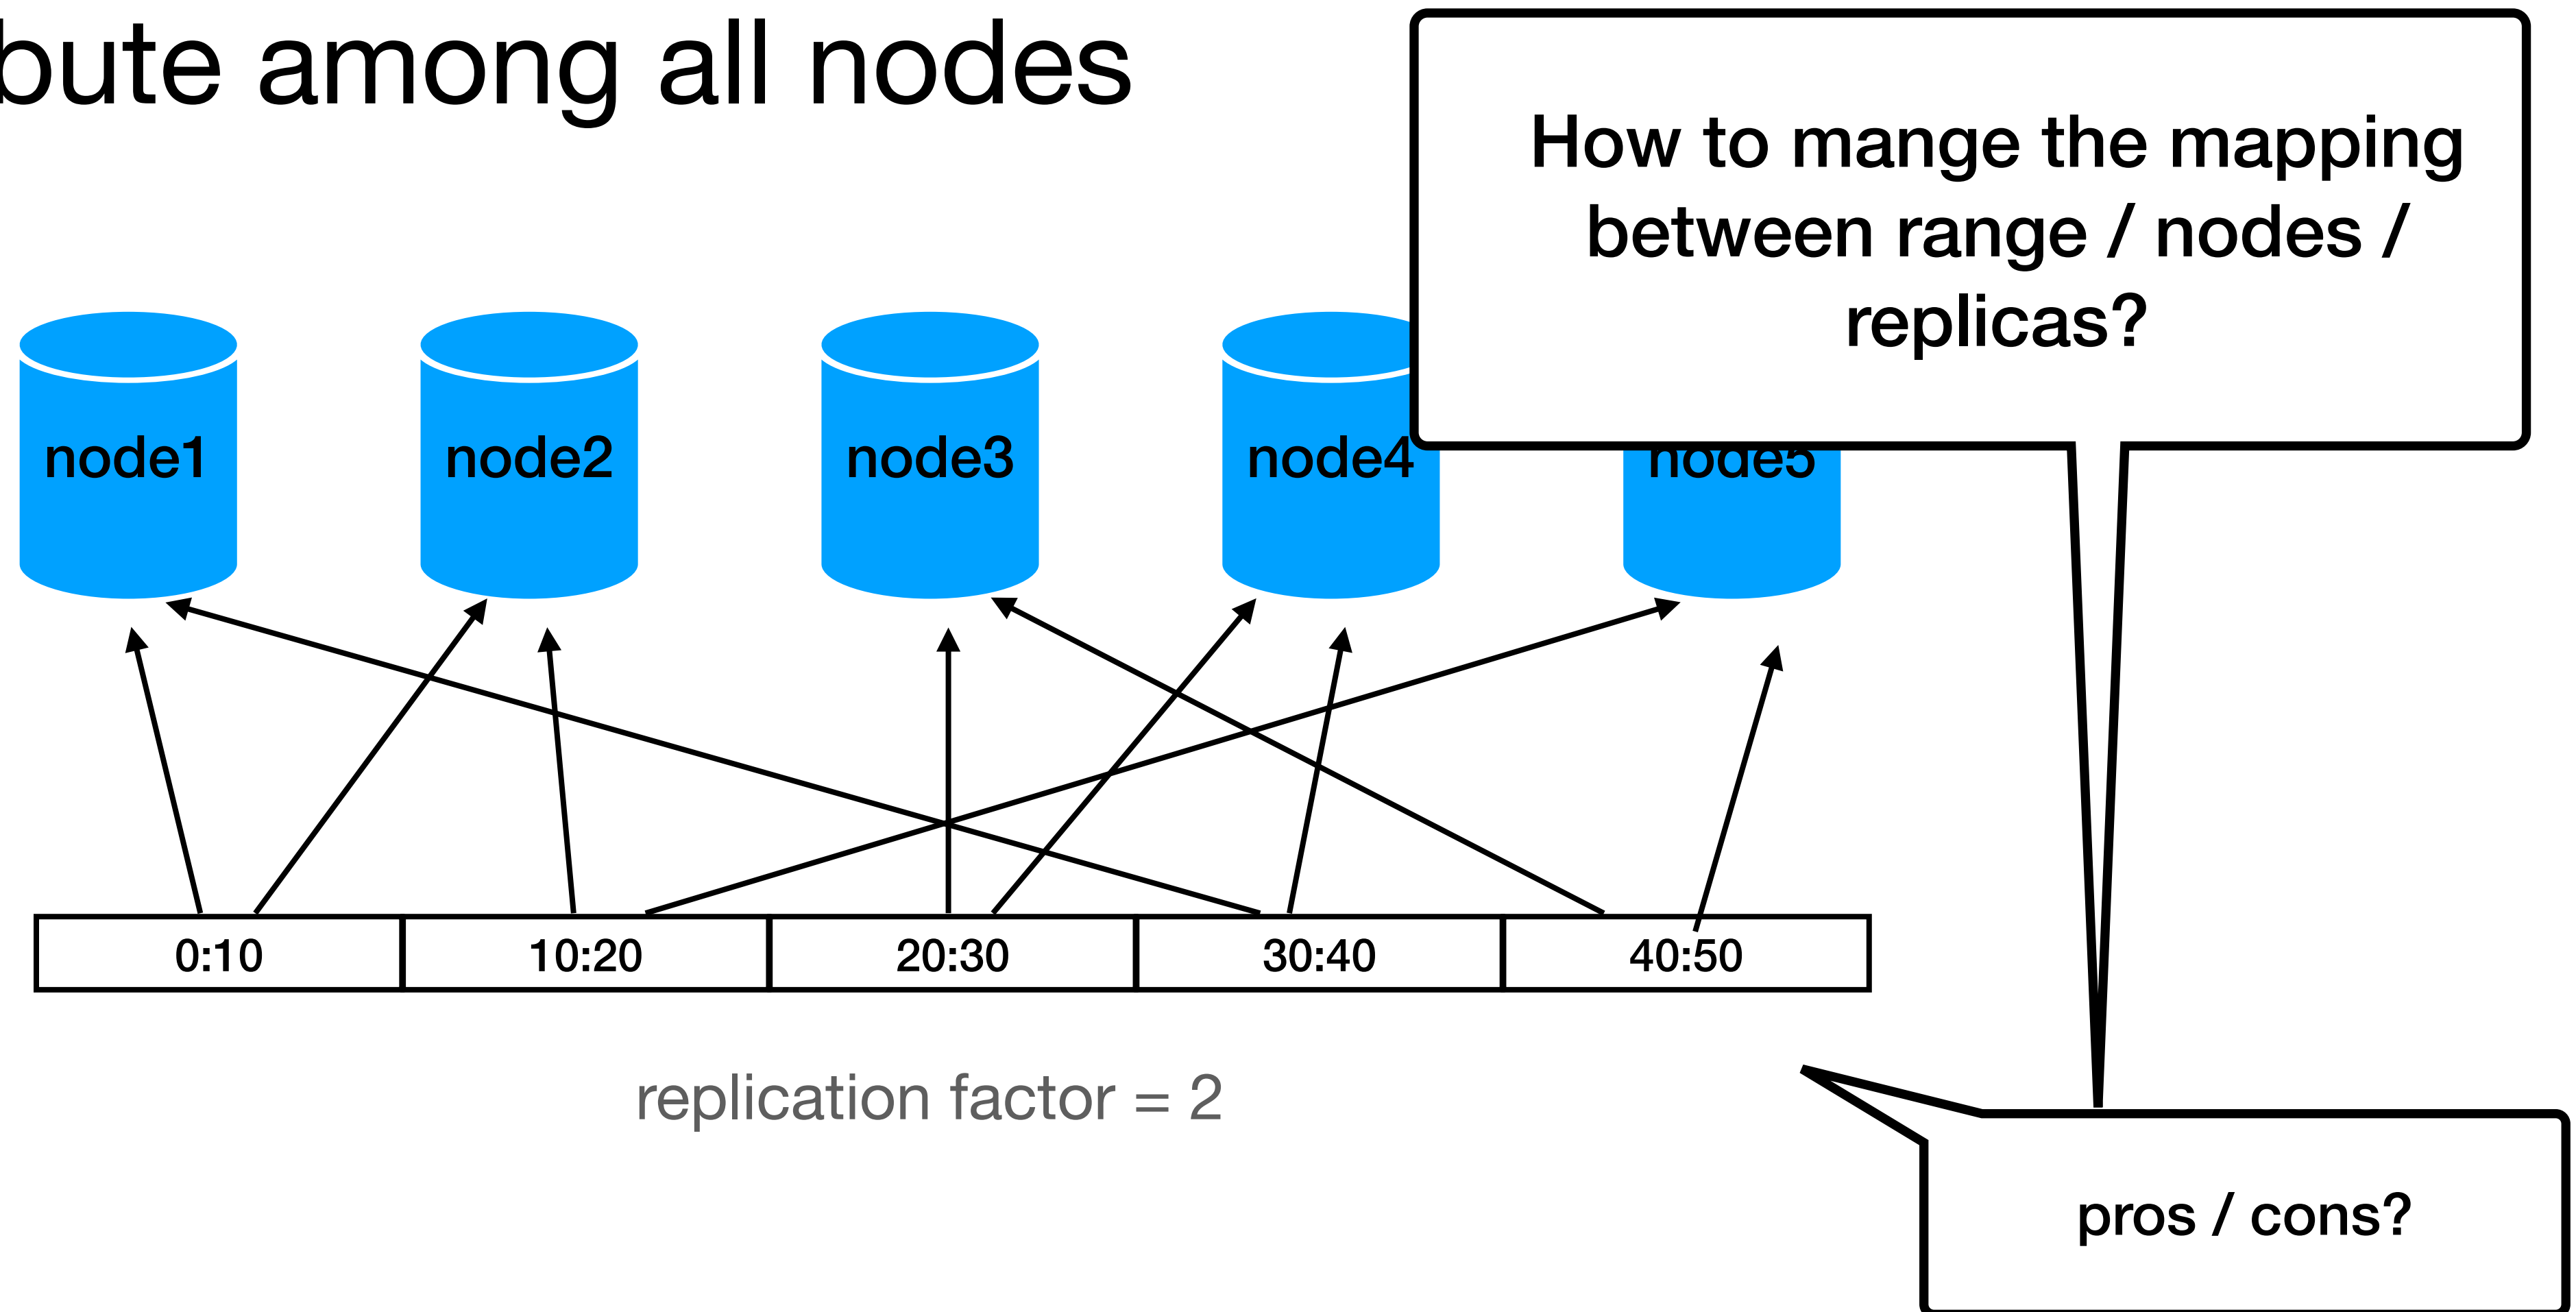 bute among all nodes
How to mange the mapping
between range / nodes /
replicas?
node1
node2
node3
node4
node5
0:10
10:20
20:30
30:40
40:50
replication factor = 2
pros / cons?